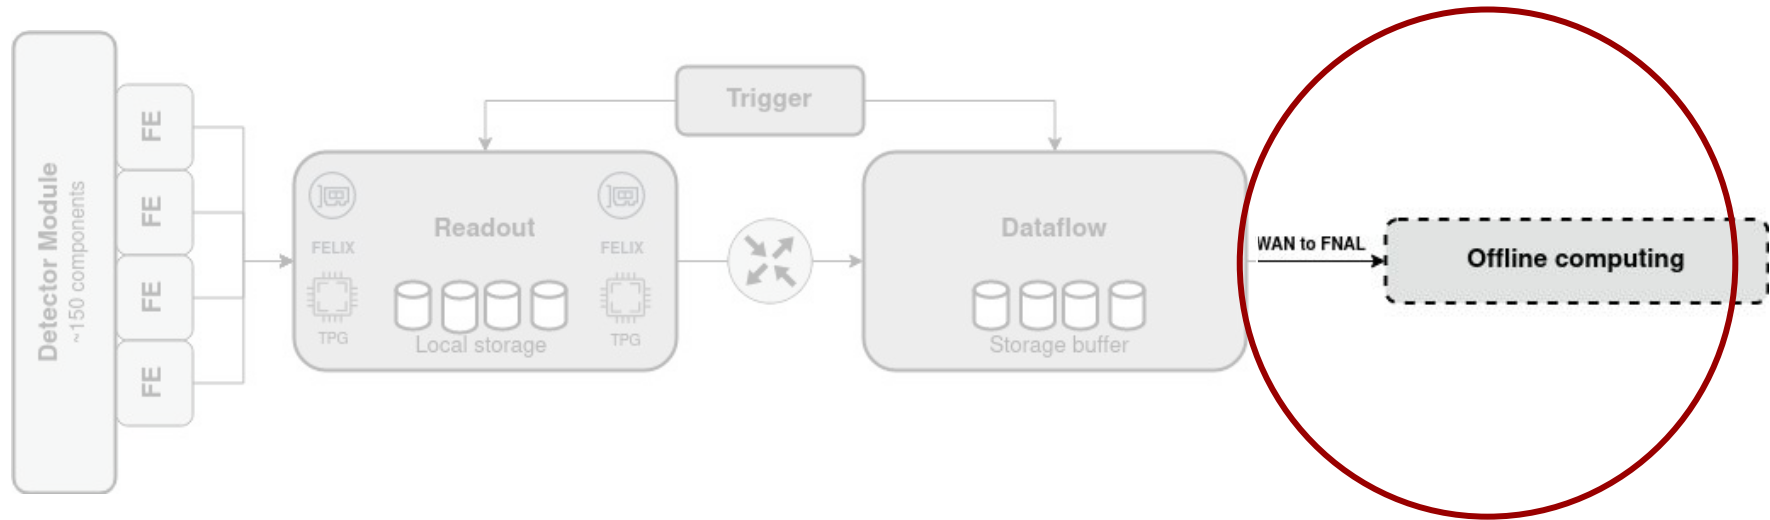 Detector Module
~150 components
FE
FE
FE
FE
Trigger
Readout
FELIX
FELIX
TPG
TPG
Local storage
Dataflow
Storage buffer
WAN to FNAL
Offline computing